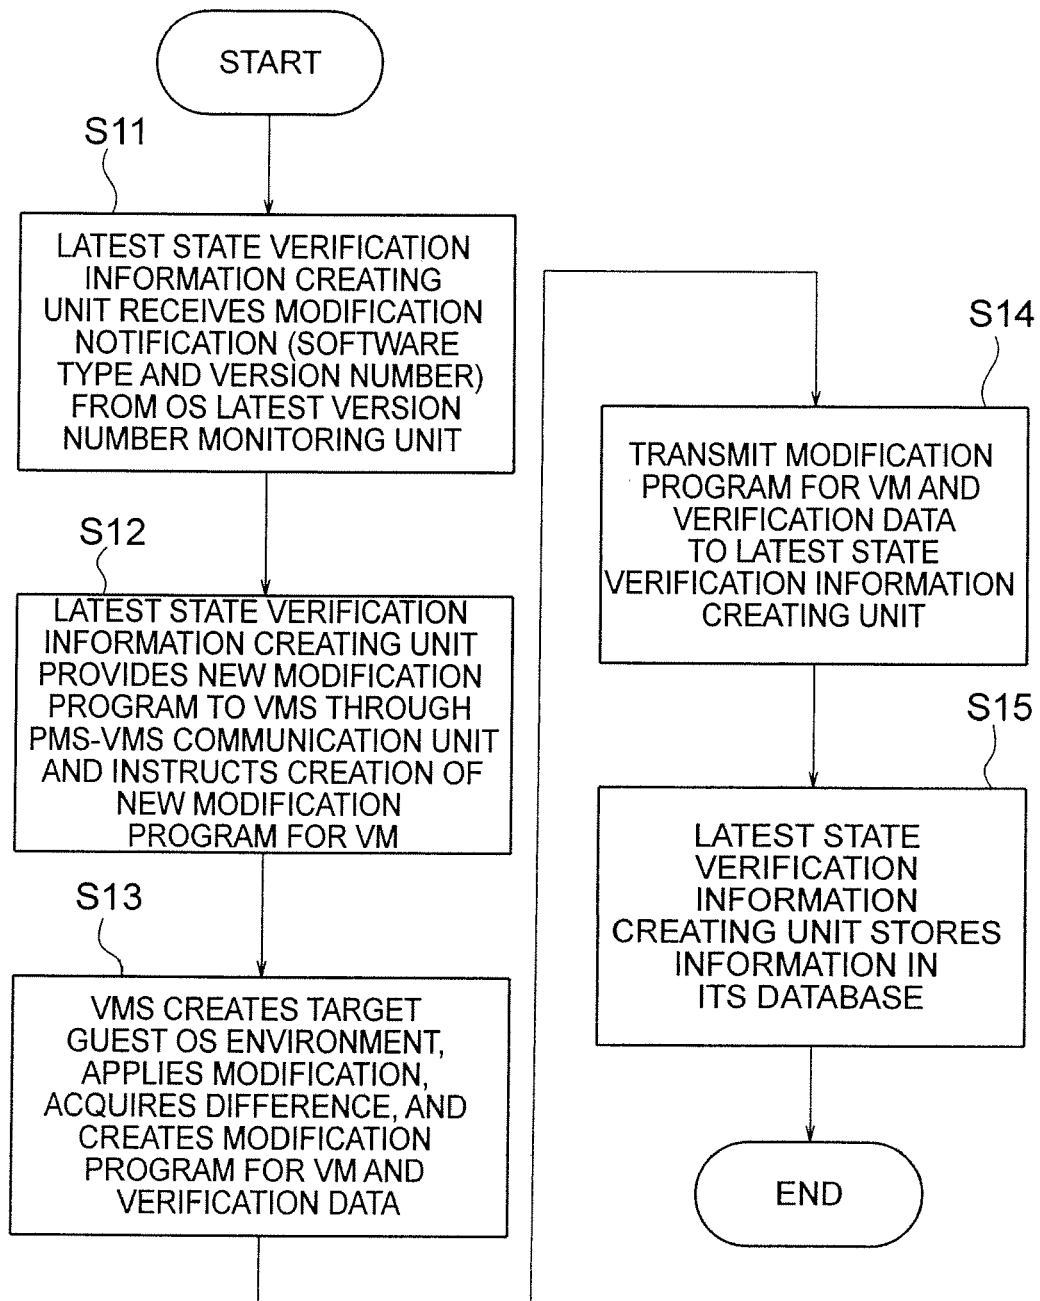 START
S11
LATEST STATE VERIFICATION
INFORMATION CREATING
UNIT RECEIVES MODIFICATION
NOTIFICATION (SOFTWARE
TYPE AND VERSION NUMBER)
FROM OS LATEST VERSION
NUMBER MONITORING UNIT
S12
LATEST STATE VERIFICATION
INFORMATION CREATING UNIT
PROVIDES NEW MODIFICATION
PROGRAM TO VMS THROUGH
PMS-VMS COMMUNICATION UNIT
AND INSTRUCTS CREATION OF
NEW MODIFICATION
PROGRAM FOR VM
S13
VMS CREATES TARGET
GUEST OS ENVIRONMENT,
APPLIES MODIFICATION,
ACQUIRES DIFFERENCE, AND
CREATES MODIFICATION
PROGRAM FOR VM AND
VERIFICATION DATA
S14
TRANSMIT MODIFICATION
PROGRAM FOR VM AND
VERIFICATION DATA
TO LATEST STATE
VERIFICATION INFORMATION
CREATING UNIT
S15
LATEST STATE
VERIFICATION
INFORMATION
CREATING UNIT STORES
INFORMATION IN
ITS DATABASE
END